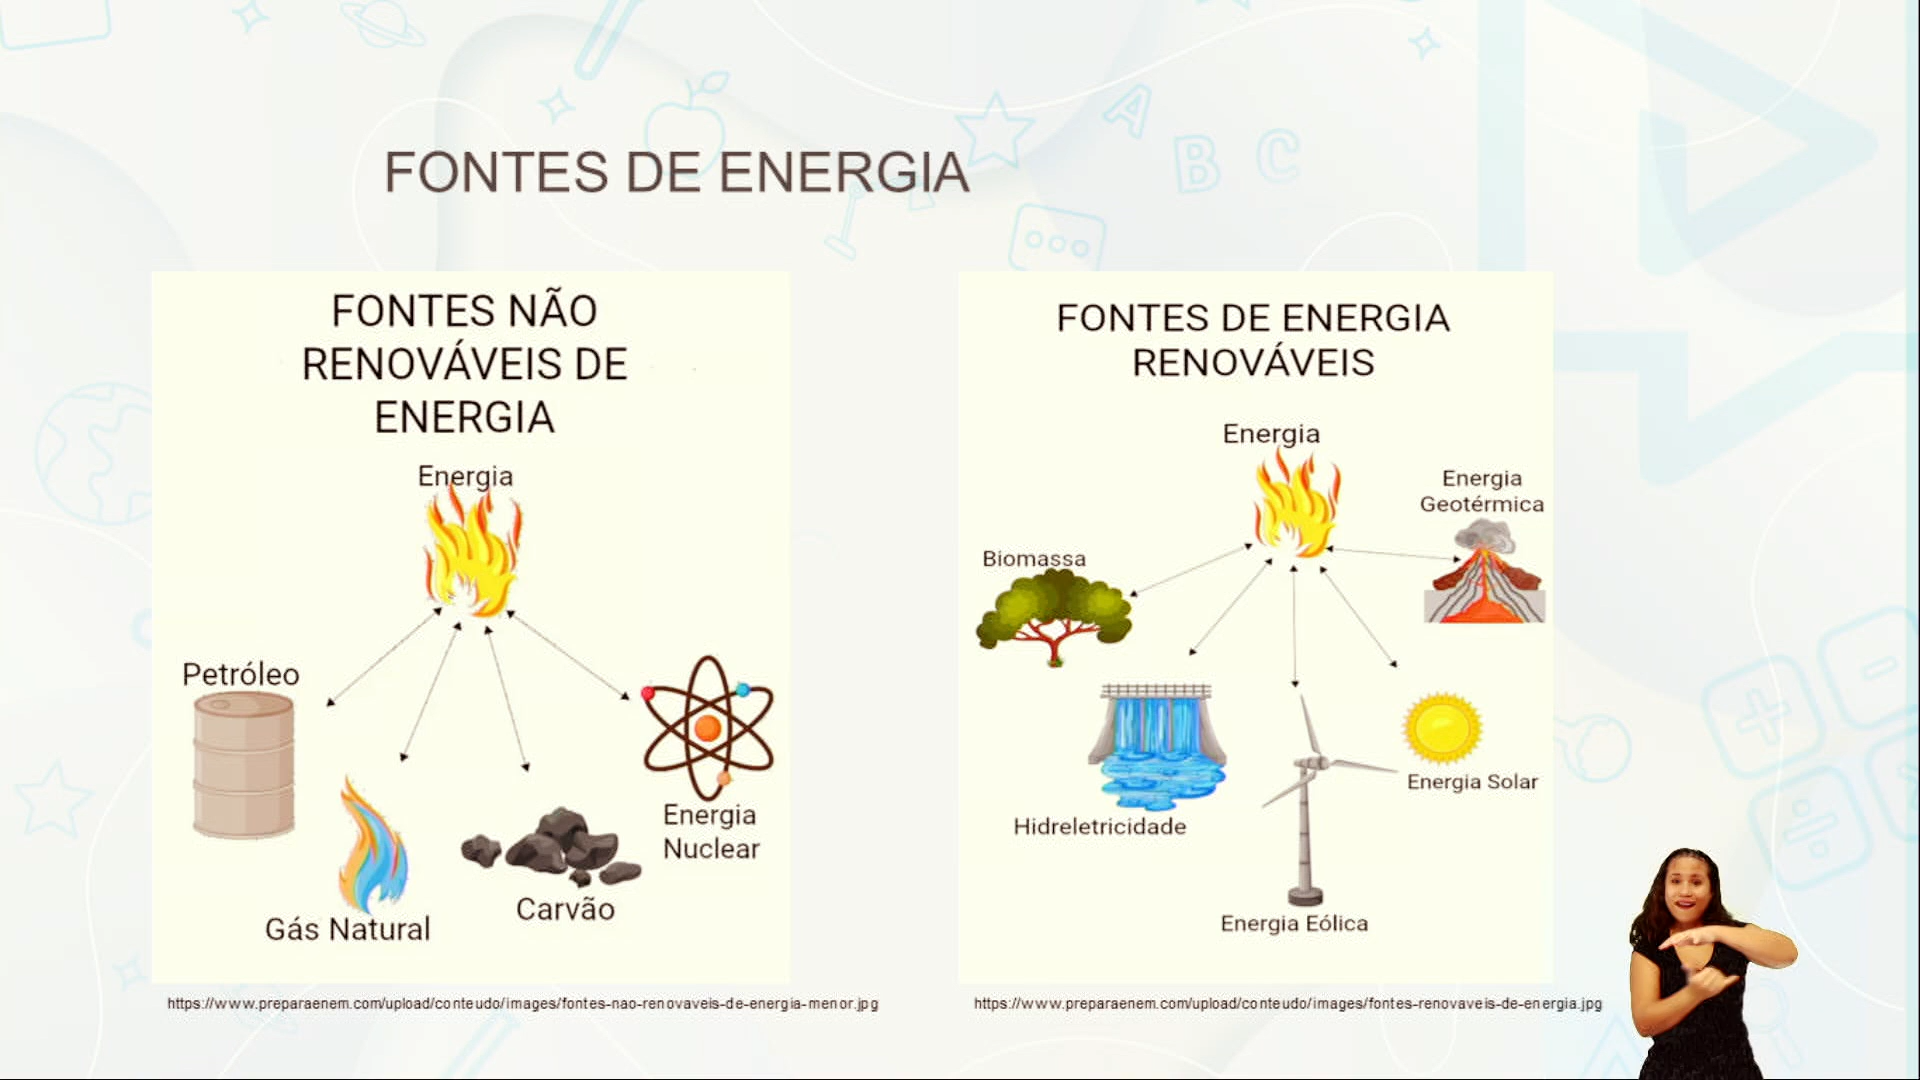 A B C
FONTES DE ENERGIA
FONTES NÃO
RENOVÁVEIS DE
ENERGIA
Energia
Petróleo
Energia
Nuclear
Carvão
Gás Natural
https://www.preparaenem.com/upload/conteudo/images/fontes-nao-renovaveis-de-energia-menor.jpg
FONTES DE ENERGIA
RENOVÁVEIS
Energia
Energia
Geotérmica
Biomassa
Energia Solar
Hidreletricidade
Energia Eólica
https://www.preparaenem.com/upload/conteudo/images/fontes-renovaveis-de-energia.jpg